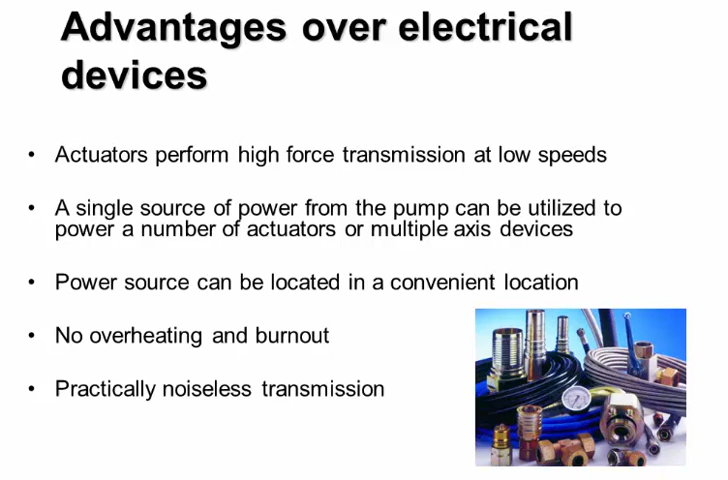 Advantages over electrical
devices
• Actuators perform high force transmission at low speeds
• A single source of power from the pump can be utilized to
power a number of actuators or multiple axis devices
• Power source can be located in a convenient location
• No overheating and burnout
• Practically noiseless transmission